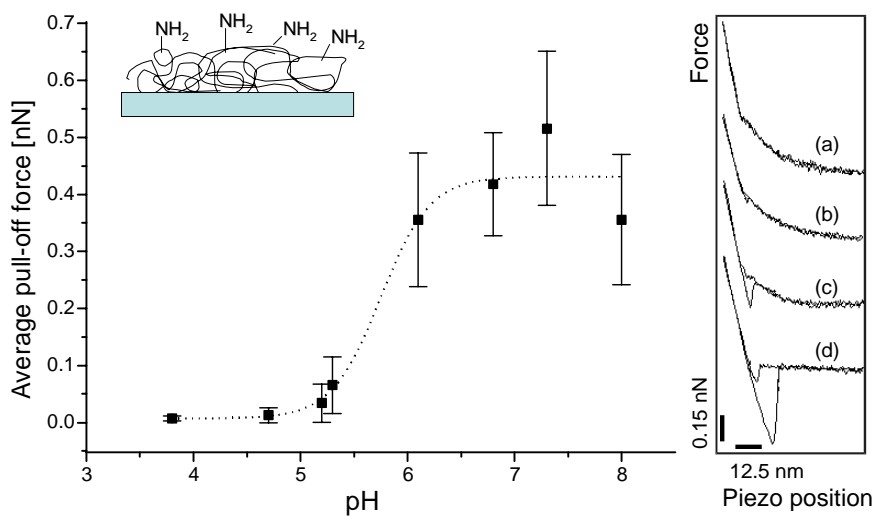 NH2
NH2
NH2
NH2
0.7
0.6
0.5
0.4
0.3
0.2
0.1
0.0
Average pull-off force [nN]
3 4 5 6 7 8
pH
Force
(a)
(b)
(c)
(d)
0.15 nN
12.5 nm
Piezo position